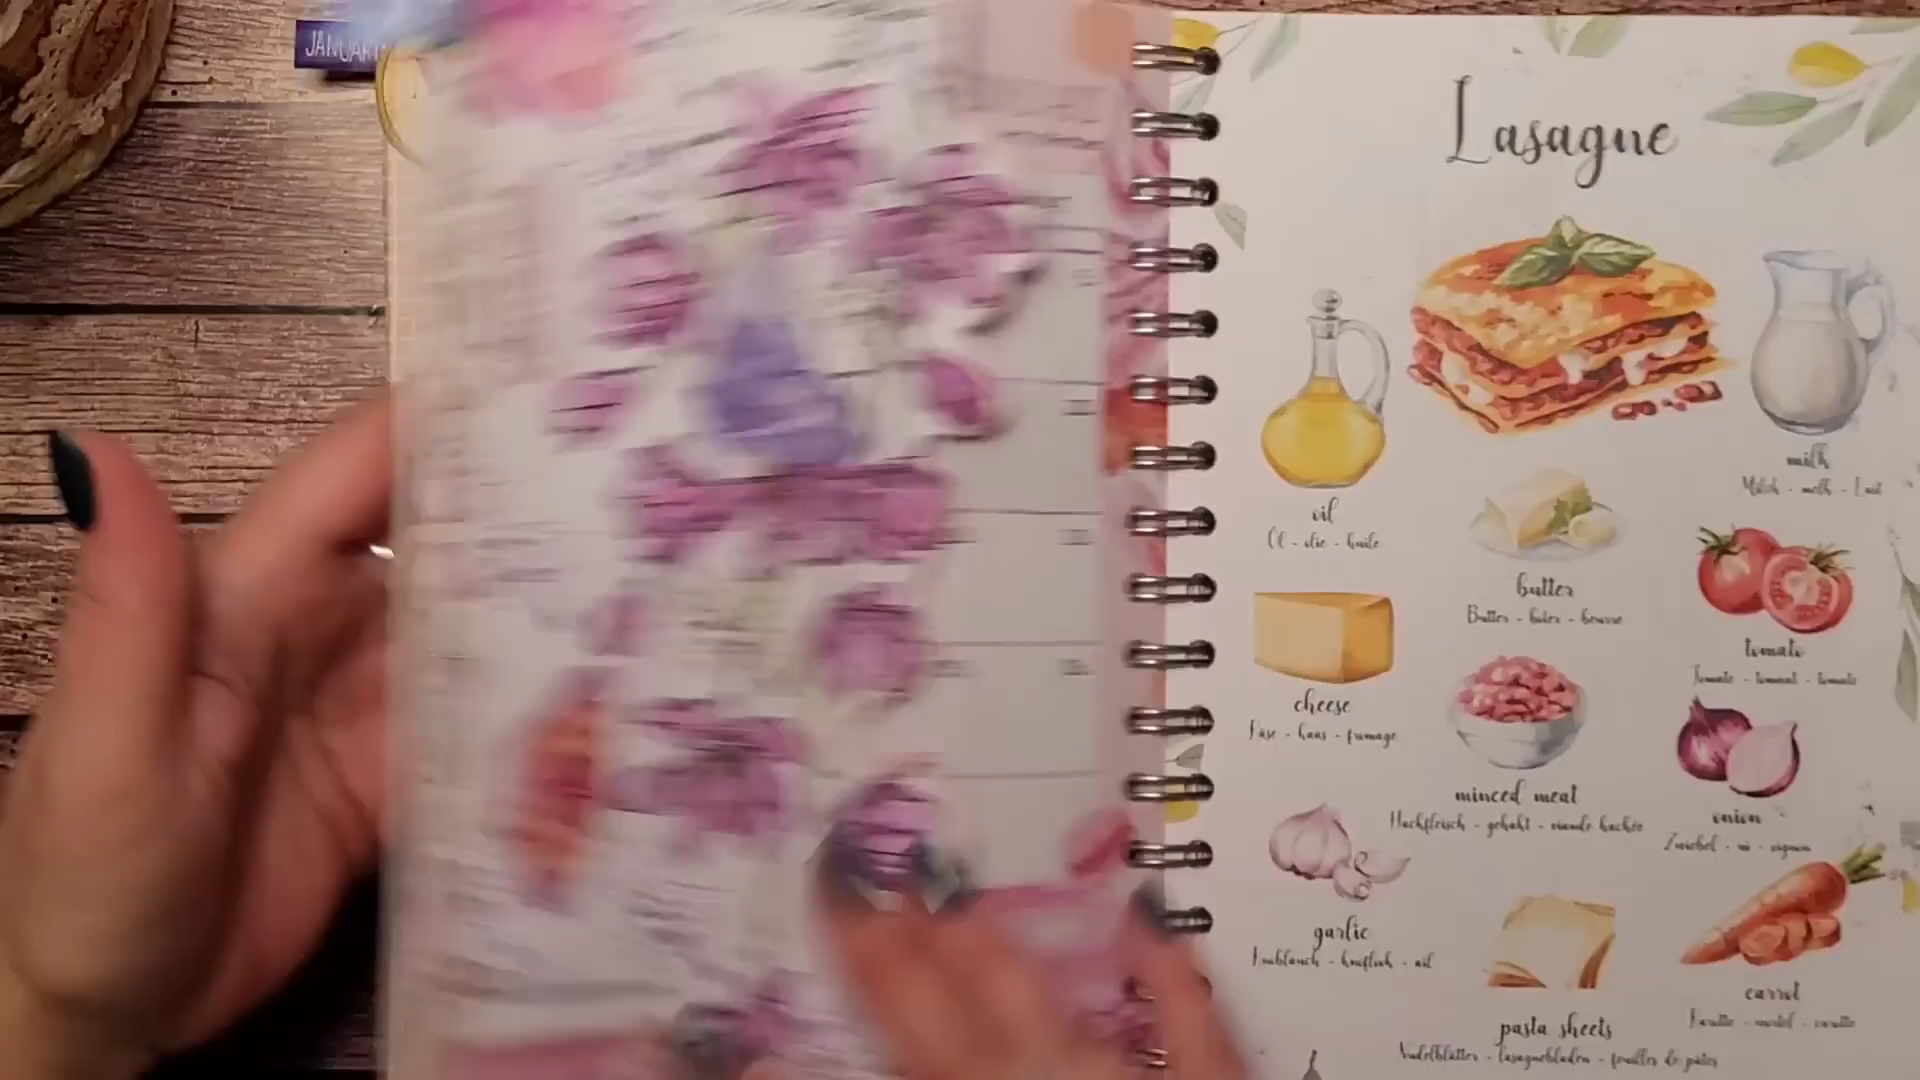 JANUARY
Lasagne
milk
Milch - melk - Lait
oil
Öl - olie - huile
butter
Butter - boter - beurre
tomato
Tomate - tomaat - tomate
cheese
Käse - kaas - fromage
minced meat
Hackfleisch - gehakt - viande hachée
onion
Zwiebel - ui - oignon
garlic
Knoblauch - knoflook - ail
carrot
Karotte - wortel - carotte
pasta sheets
Nudelblätter - lasagnebladen - feuilles de pâtes